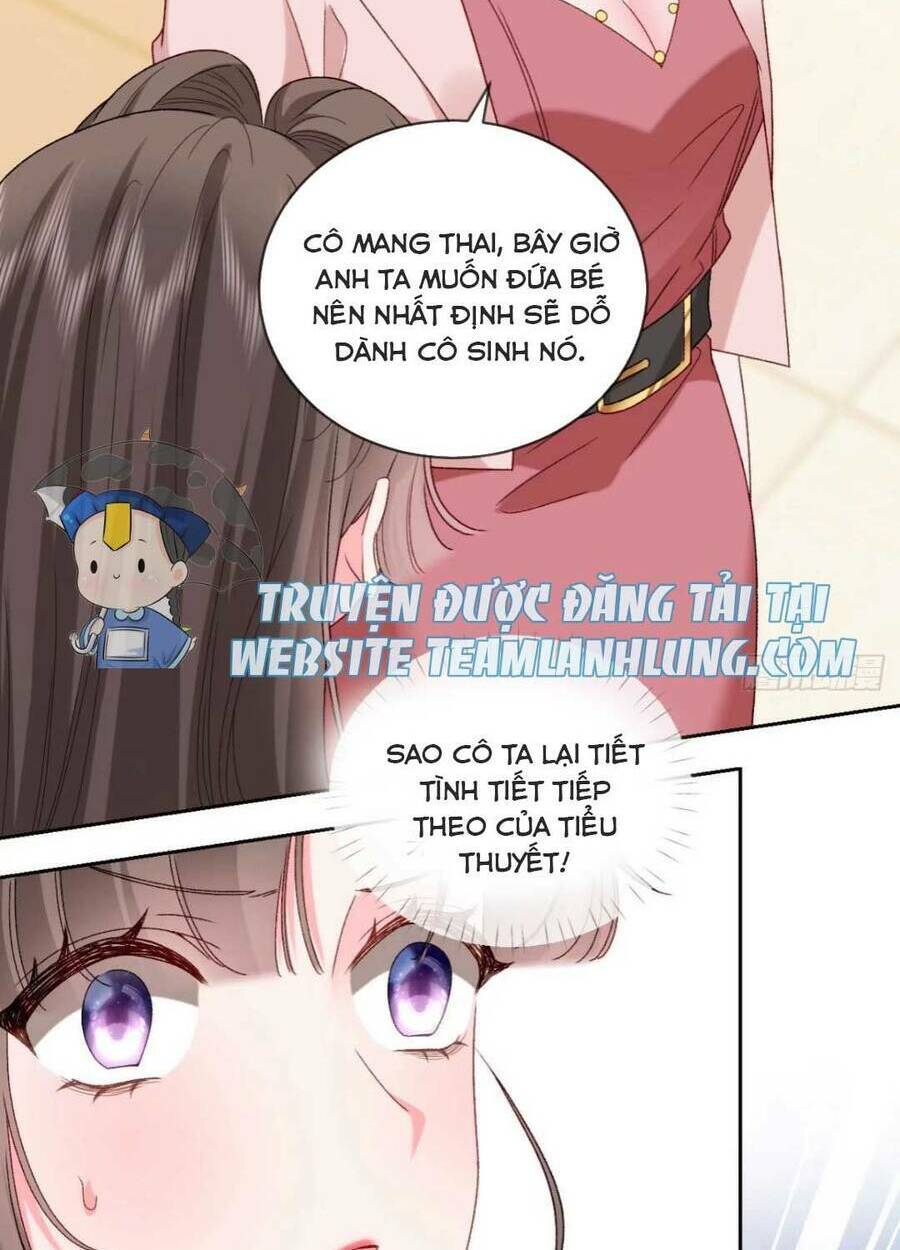 CÔ MANG THAI, BÂY GIỜ
ANH TA MUỐN ĐỨA BÉ
NÊN NHẤT ĐỊNH SẼ DỖ
DÀNH CÔ SINH NÓ.
TRUYỆN ĐƯỢC ĐĂNG TẢI TẠI
WEBSITE TEAMLANHLUNG.COM
SAO CÔ TA LẠI TIẾT
TÌNH TIẾT TIẾP
THEO CỦA TIỂU
THUYẾT!